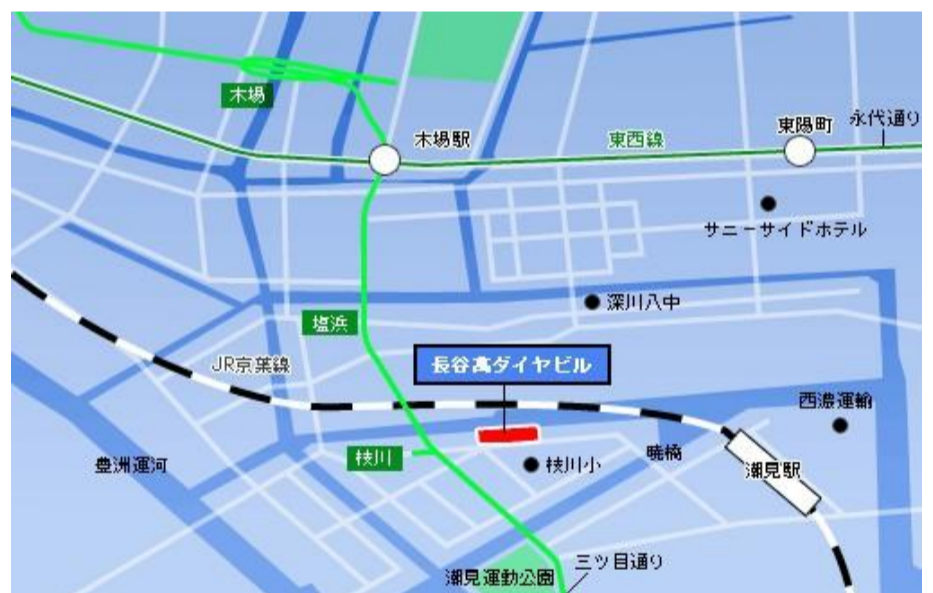 木場
木場駅
東西線
東陽町
永代通り
サニーサイドホテル
深川八中
塩浜
JR京葉線
長谷萬ダイヤビル
西濃運輸
豊洲運河
枝川
枝川小
暁橋
潮見駅
潮見運動公園
三ツ目通り